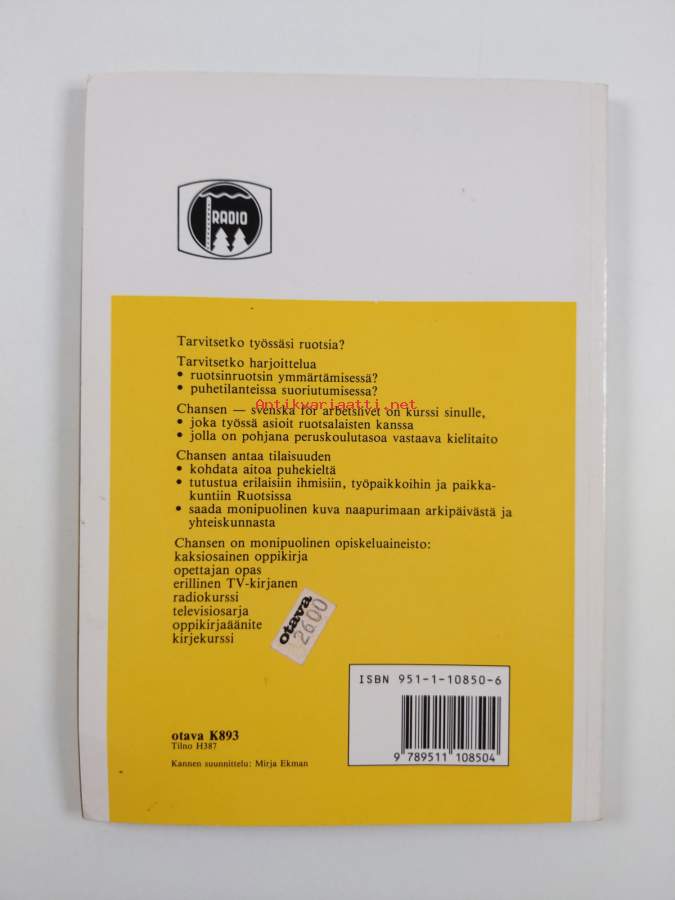 RADIO
Tarvitsetko työssäsi ruotsia?
Tarvitsetko harjoittelua
• ruotsinruotsin ymmärtämisessä?
• puhetilanteissa suoriutumisessa?
Antikvariaatti.net
Chansen — svenska för arbetslivet on kurssi sinulle,
• joka työssä asioit ruotsalaisten kanssa
• jolla on pohjana peruskoulutasoa vastaava kielitaito
Chansen antaa tilaisuuden
• kohdata aitoa puhekieltä
• tutustua erilaisiin ihmisiin, työpaikkoihin ja paikka-
kuntiin Ruotsissa
• saada monipuolinen kuva naapurimaan arkipäivästä ja
yhteiskunnasta
Chansen on monipuolinen opiskeluaineisto:
kaksiosainen oppikirja
opettajan opas
erillinen TV-kirjanen
radiokurssi
televisiosarja
oppikirjaäänite
kirjekurssi
otava
2600
ISBN 951-1-10850-6
9 789511 108504
otava K893
Tilno H387
Kannen suunnittelu: Mirja Ekman